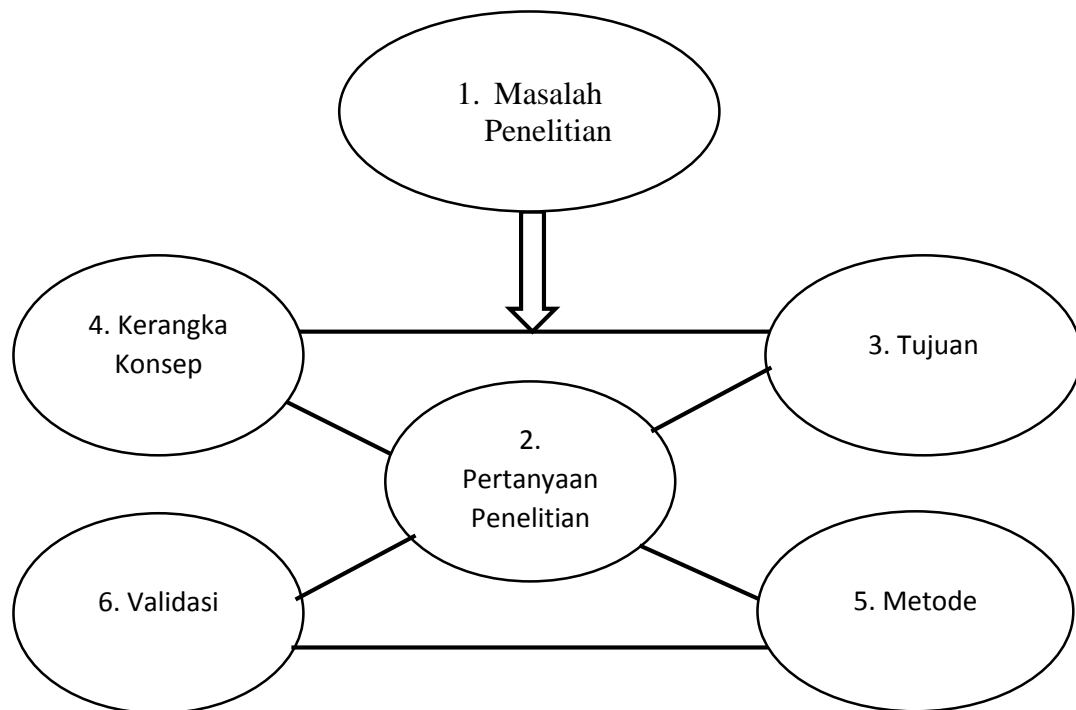 1. Masalah
Penelitian
4. Kerangka
Konsep
3. Tujuan
2.
Pertanyaan
Penelitian
6. Validasi
5. Metode